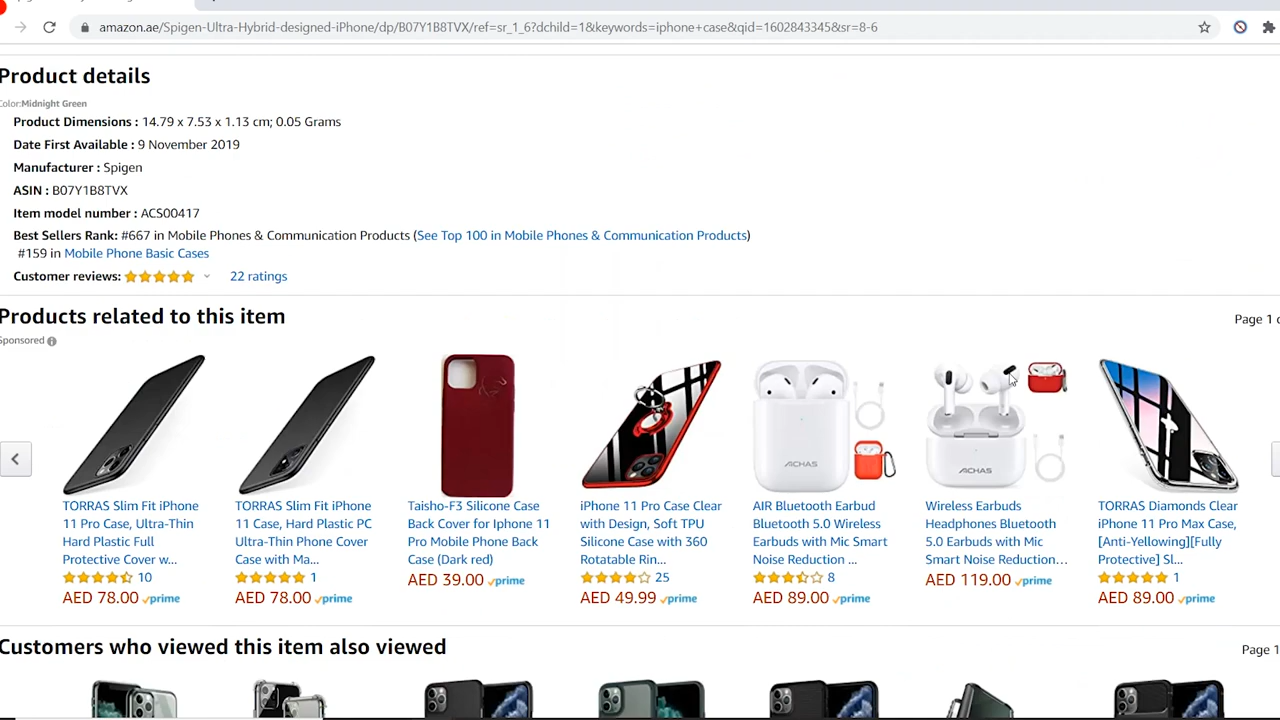 amazon.ae/Spigen-Ultra-Hybrid-designed-iPhone/dp/B07Y1B8TVX/ref=sr_1_6?dchild=1&keywords=iphone+case&qid=1602843345&sr=8-6
Product details
Color:Midnight Green
Product Dimensions : 14.79 x 7.53 x 1.13 cm; 0.05 Grams
Date First Available : 9 November 2019
Manufacturer : Spigen
ASIN : B07Y1B8TVX
Item model number : ACS00417
Best Sellers Rank: #667 in Mobile Phones & Communication Products (See Top 100 in Mobile Phones & Communication Products)
#159 in Mobile Phone Basic Cases
Customer reviews: 22 ratings
Products related to this item
Page 1
Sponsored
AICHAS
AICHAS
TORRAS Slim Fit iPhone
11 Pro Case, Ultra-Thin
Hard Plastic Full
Protective Cover w...
10
AED 78.00 prime
TORRAS Slim Fit iPhone
11 Case, Hard Plastic PC
Ultra-Thin Phone Cover
Case with Ma...
1
AED 78.00 prime
Taisho-F3 Silicone Case
Back Cover for Iphone 11
Pro Mobile Phone Back
Case (Dark red)
AED 39.00 prime
iPhone 11 Pro Case Clear
with Design, Soft TPU
Silicone Case with 360
Rotatable Rin...
25
AED 49.99 prime
AIR Bluetooth Earbud
Bluetooth 5.0 Wireless
Earbuds with Mic Smart
Noise Reduction ...
8
AED 89.00 prime
Wireless Earbuds
Headphones Bluetooth
5.0 Earbuds with Mic
Smart Noise Reduction...
AED 119.00 prime
TORRAS Diamonds Clear
iPhone 11 Pro Max Case,
[Anti-Yellowing][Fully
Protective] Sl...
1
AED 89.00 prime
Customers who viewed this item also viewed
Page 1